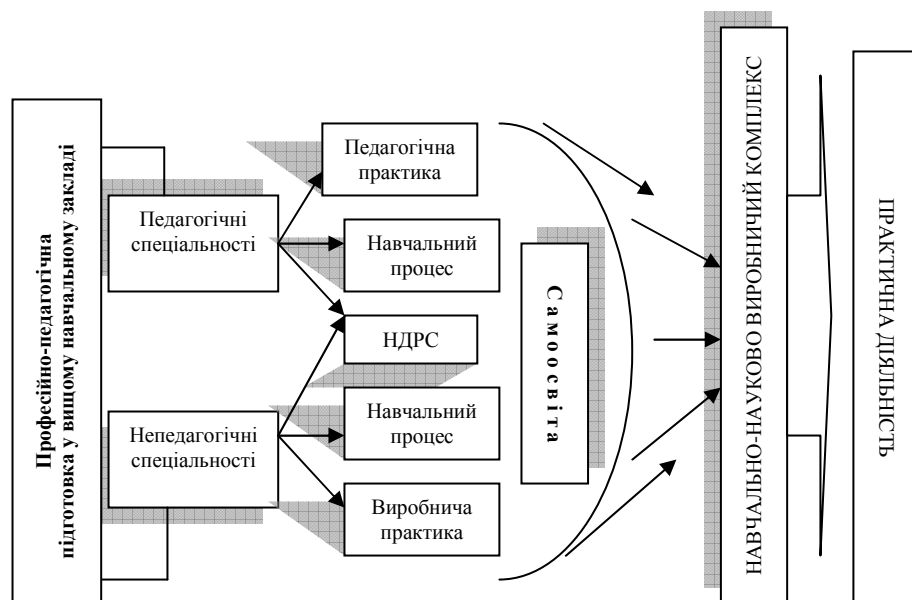 Професійно-педагогічна
підготовка у вищому навчальному закладі
Педагогічні
спеціальності
Непедагогічні
спеціальності
Педагогічна
практика
Навчальний
процес
НДРС
Навчальний
процес
Виробнича
практика
Самоосвіта
НАВЧАЛЬНО-НАУКОВО ВИРОБНИЧИЙ КОМПЛЕКС
ПРАКТИЧНА ДІЯЛЬНІСТЬ